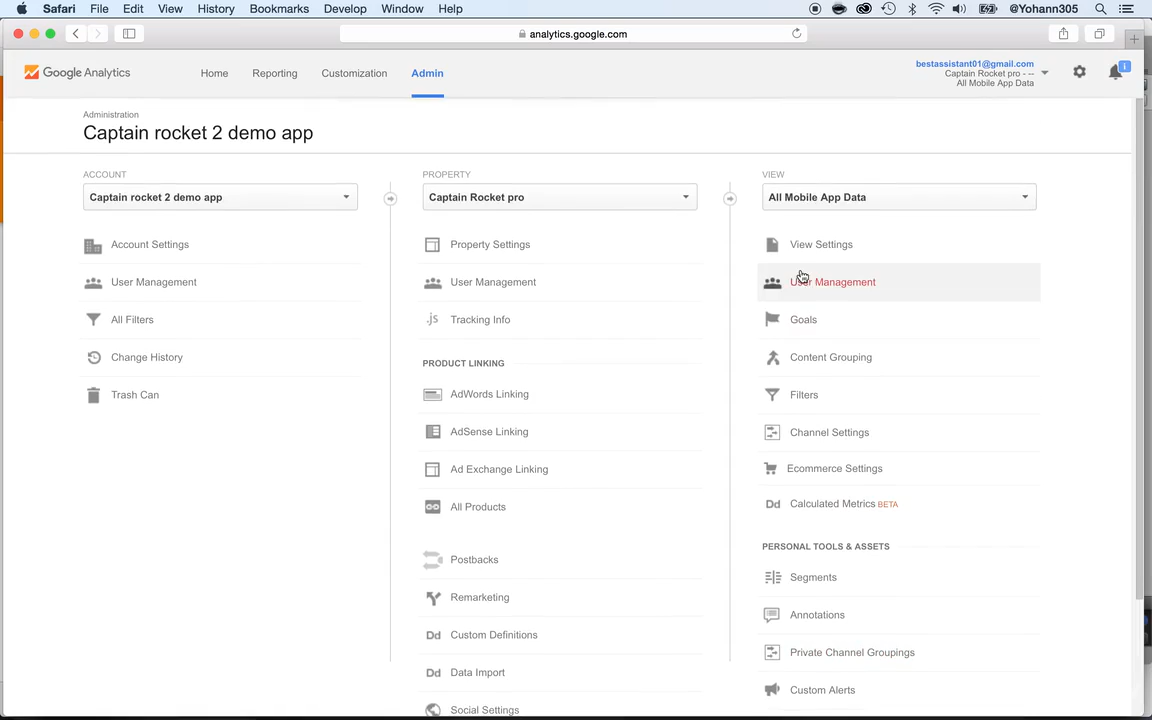 Safari File Edit View History Bookmarks Develop Window Help @Yohann305
analytics.google.com
Google Analytics Home Reporting Customization Admin
bestassistant01@gmail.com
Captain Rocket pro - --
All Mobile App Data
Administration
Captain rocket 2 demo app
ACCOUNT
Captain rocket 2 demo app
Account Settings
User Management
All Filters
Change History
Trash Can
PROPERTY
Captain Rocket pro
Property Settings
User Management
.js Tracking Info
PRODUCT LINKING
AdWords Linking
AdSense Linking
Ad Exchange Linking
All Products
Postbacks
Remarketing
Dd Custom Definitions
Dd Data Import
Social Settings
VIEW
All Mobile App Data
View Settings
User Management
Goals
Content Grouping
Filters
Channel Settings
Ecommerce Settings
Dd Calculated Metrics BETA
PERSONAL TOOLS & ASSETS
Segments
Annotations
Private Channel Groupings
Custom Alerts